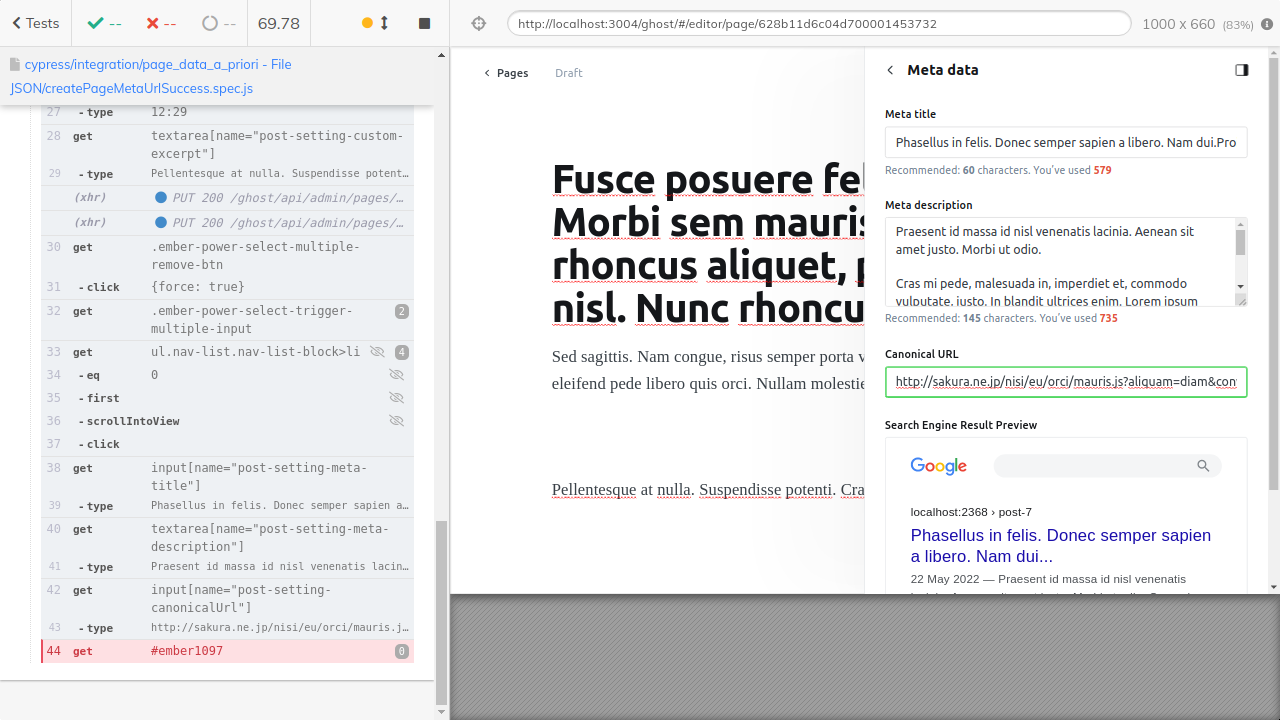 Tests
--
--
--
69.78
cypress/integration/page_data_a_priori - File
JSON/createPageMetaUrlSuccess.spec.js
27 - type 12:29
28 get textarea[name="post-setting-custom-
excerpt"]
29 - type Pellentesque at nulla. Suspendisse potent…
(xhr) PUT 200 /ghost/api/admin/pages/…
(xhr) PUT 200 /ghost/api/admin/pages/…
30 get .ember-power-select-multiple-
remove-btn
31 - click {force: true}
32 get .ember-power-select-trigger- 2
multiple-input
33 get ul.nav-list.nav-list-block>li 4
34 - eq 0
35 - first
36 - scrollIntoView
37 - click
38 get input[name="post-setting-meta-
title"]
39 - type Phasellus in felis. Donec semper sapien a…
40 get textarea[name="post-setting-meta-
description"]
41 - type Praesent id massa id nisl venenatis lacin…
42 get input[name="post-setting-
canonicalUrl"]
43 - type http://sakura.ne.jp/nisi/eu/orci/mauris.j…
44 get #ember1097 0
http://localhost:3004/ghost/#/editor/page/628b11d6c04d700001453732
1000 x 660 (83%)
Pages
Draft
Fusce posuere fel
Morbi sem mauris
rhoncus aliquet, p
nisl. Nunc rhoncu
Sed sagittis. Nam congue, risus semper porta v
eleifend pede libero quis orci. Nullam molestie
Pellentesque at nulla. Suspendisse potenti. Cra
Meta data
Meta title
Phasellus in felis. Donec semper sapien a libero. Nam dui.Pro
Recommended: 60 characters. You've used 579
Meta description
Praesent id massa id nisl venenatis lacinia. Aenean sit
amet justo. Morbi ut odio.
Cras mi pede, malesuada in, imperdiet et, commodo
vulputate, justo. In blandit ultrices enim. Lorem ipsum
Recommended: 145 characters. You've used 735
Canonical URL
http://sakura.ne.jp/nisi/eu/orci/mauris.js?aliquam=diam&con
Search Engine Result Preview
Google
localhost:2368 › post-7
Phasellus in felis. Donec semper sapien
a libero. Nam dui...
22 May 2022 — Praesent id massa id nisl venenatis